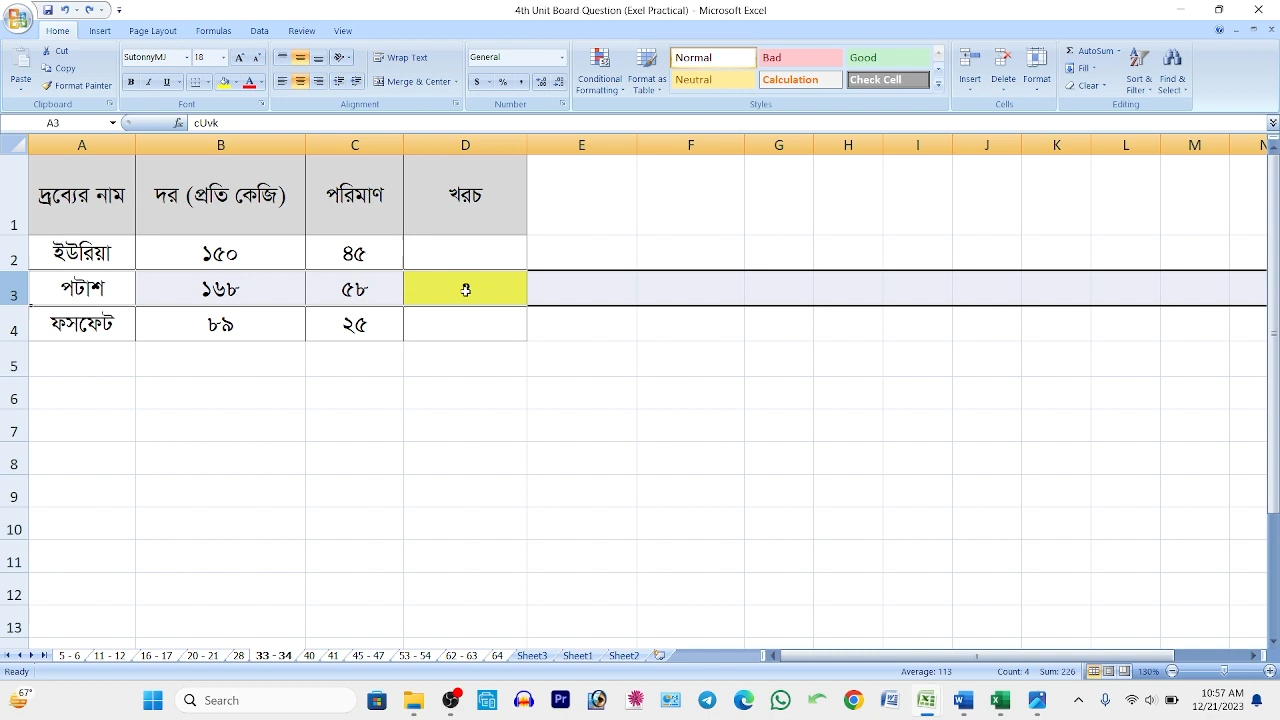 4th Unit Board Question (Exel Practical) - Microsoft Excel
Home Insert Page Layout Formulas Data Review View
Paste Cut Copy Format Painter Clipboard
SutonnyMJ 18 B I U Font
Wrap Text Merge & Center Alignment
General $ % , Number
Conditional Formatting Format as Table
Normal Bad Good
Neutral Calculation Check Cell
Styles
Insert Delete Format Cells
AutoSum Fill Clear Sort & Filter Find & Select Editing
A3 fx cUvk
A B C D E F G H I J K L M N
1 দ্রব্যের নাম দর (প্রতি কেজি) পরিমাণ খরচ
2 ইউরিয়া ১৫০ ৪৫
3 পটাশ ১৬৮ ৫৮
4 ফসফেট ৮৯ ২৫
5
6
7
8
9
10
11
12
13
5 - 6 11 - 12 16 - 17 20 - 21 28 33 - 34 40 41 45 - 47 53 - 54 62 - 63 64 Sheet3 Sheet1 Sheet2
Ready Average: 113 Count: 4 Sum: 226 130%
67° Search 10:57 AM
12/21/2023